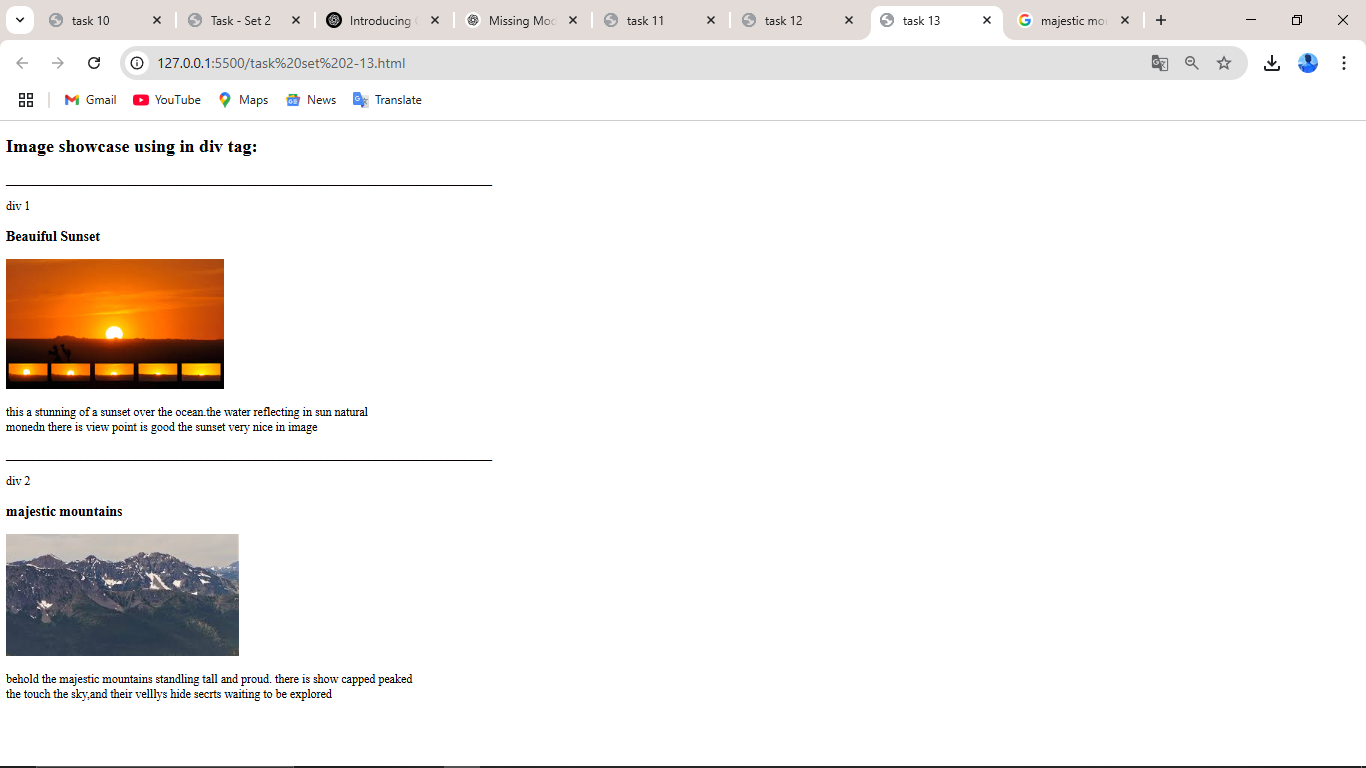 task 10
Task - Set 2
Introducing
Missing Moc
task 11
task 12
task 13
majestic mou
127.0.0.1:5500/task%20set%202-13.html
Gmail
YouTube
Maps
News
Translate
Image showcase using in div tag:
div 1
Beauiful Sunset
this a stunning of a sunset over the ocean.the water reflecting in sun natural
monedn there is view point is good the sunset very nice in image
div 2
majestic mountains
behold the majestic mountains standling tall and proud. there is show capped peaked
the touch the sky,and their velllys hide secrts waiting to be explored